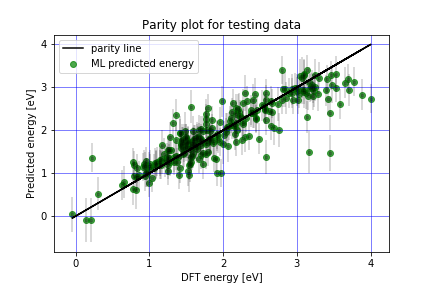 Parity plot for testing data
parity line
ML predicted energy
Predicted energy [eV]
4
3
2
1
0
0
1
2
3
4
DFT energy [eV]